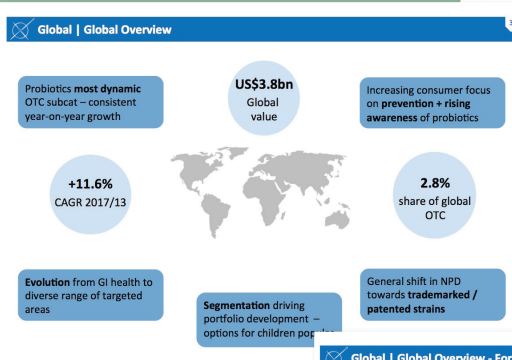 Global | Global Overview
3
Probiotics most dynamic
OTC subcat – consistent
year-on-year growth
US$3.8bn
Global
value
Increasing consumer focus
on prevention + rising
awareness of probiotics
+11.6%
CAGR 2017/13
2.8%
share of global
OTC
Evolution from GI health to
diverse range of targeted
areas
Segmentation driving
portfolio development –
options for children
General shift in NPD
towards trademarked /
patented strains
Global | Global Overview - For